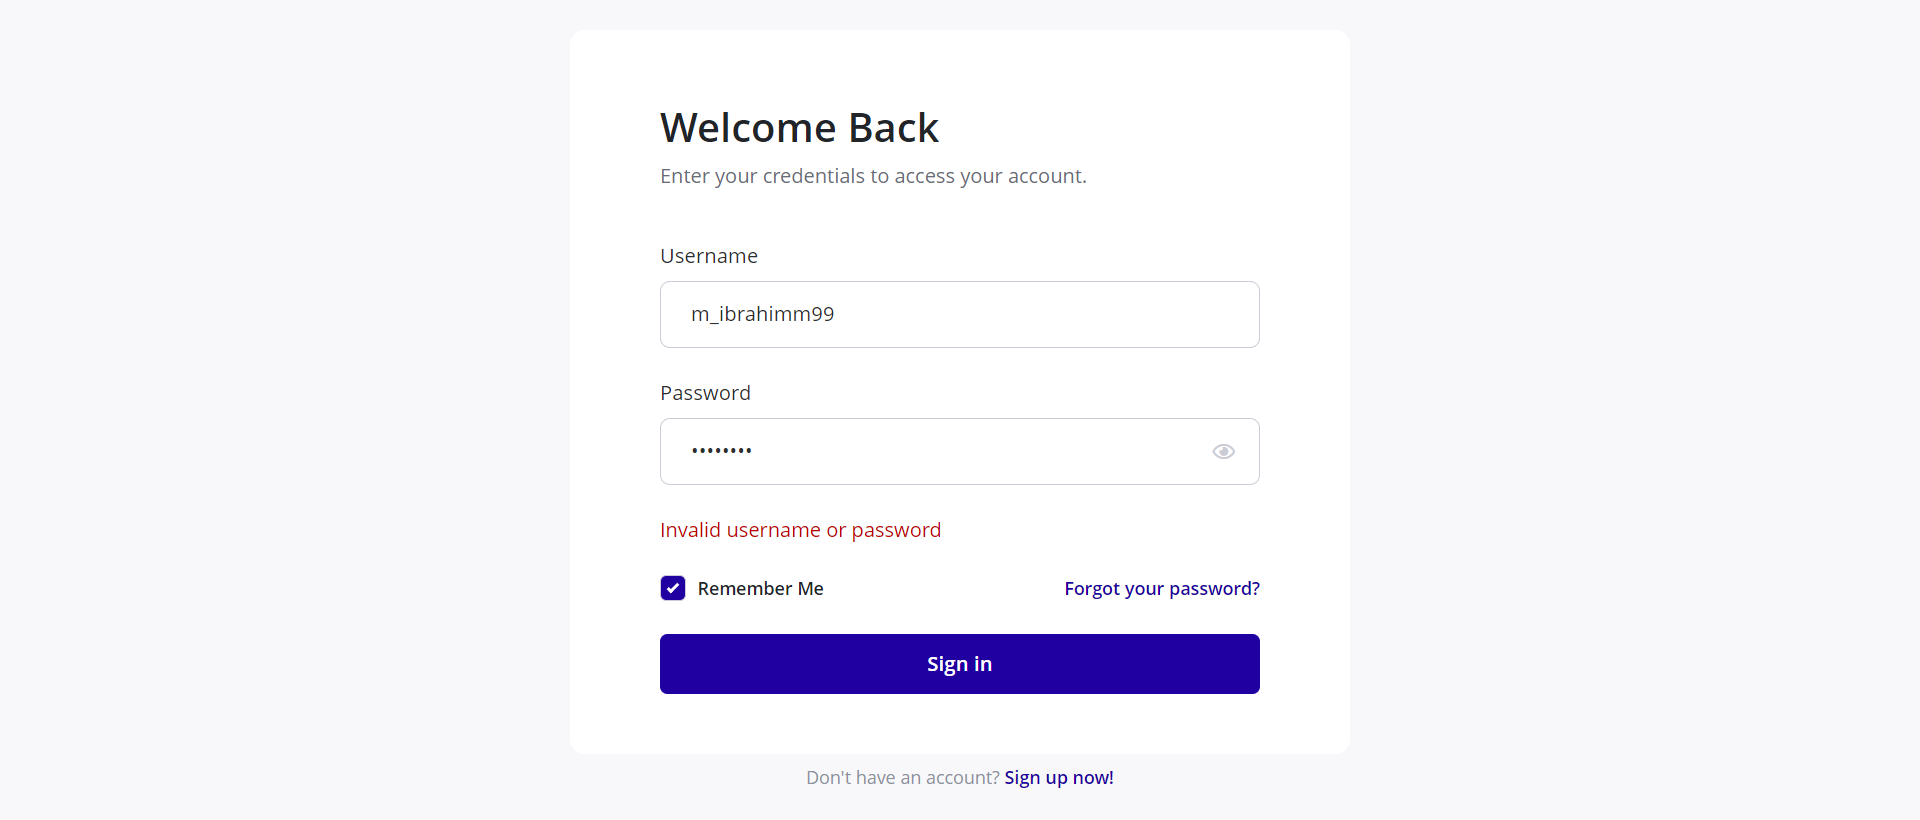 Welcome Back
Enter your credentials to access your account.
Username
m_ibrahimm99
Password
••••••••
Invalid username or password
Remember Me
Forgot your password?
Sign in
Don't have an account? Sign up now!